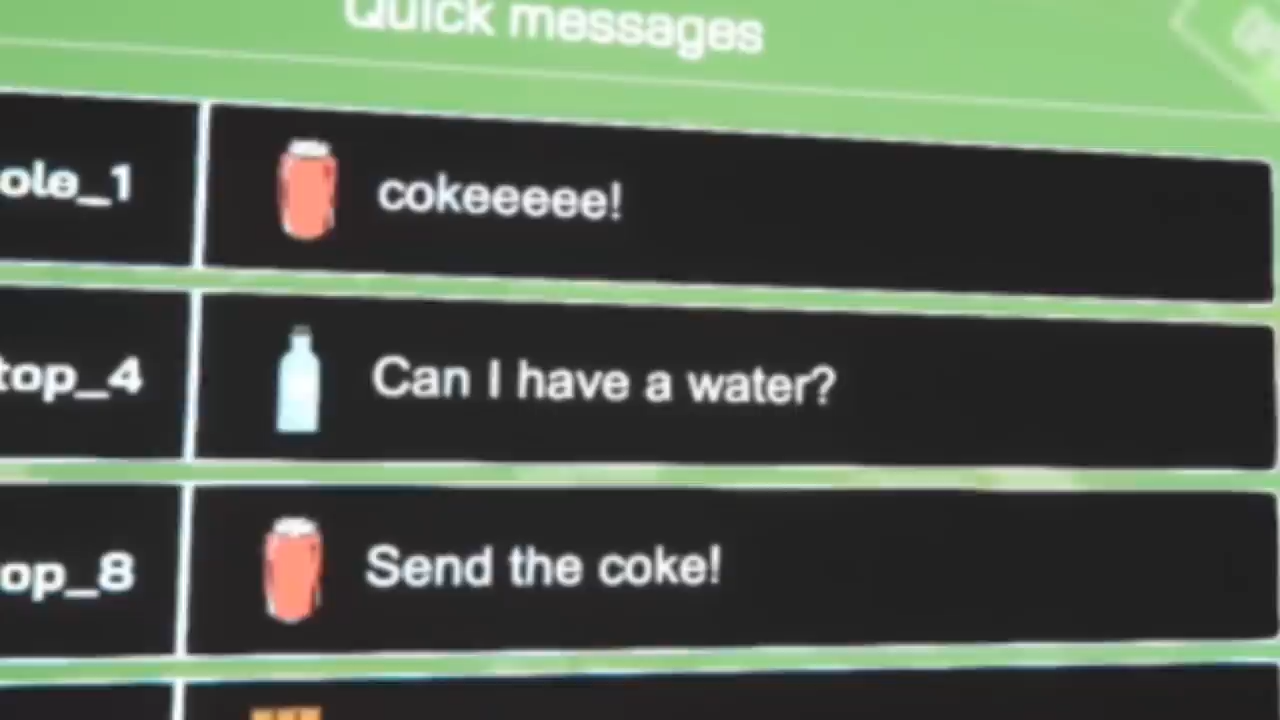 Quick messages
ole_1
cokeeeee!
top_4
Can I have a water?
op_8
Send the coke!